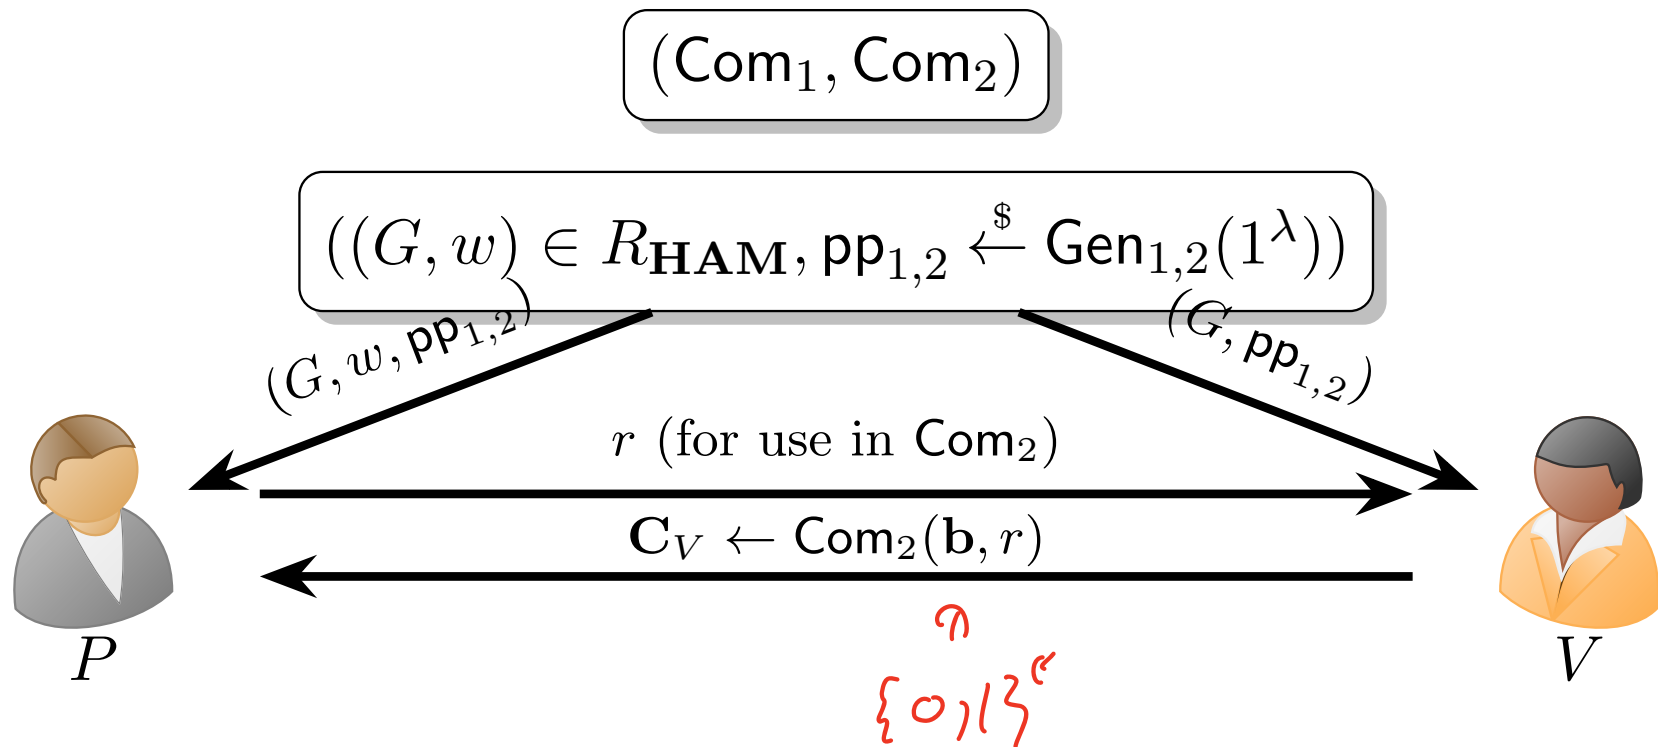 (Com₁, Com₂)
((G, w) ∈ R_HAM, pp₁,₂ ←$ Gen₁,₂(1^λ))
(G, w, pp₁,₂)
(G, pp₁,₂)
r (for use in Com₂)
C_V ← Com₂(b, r)
{0,1}
P
V